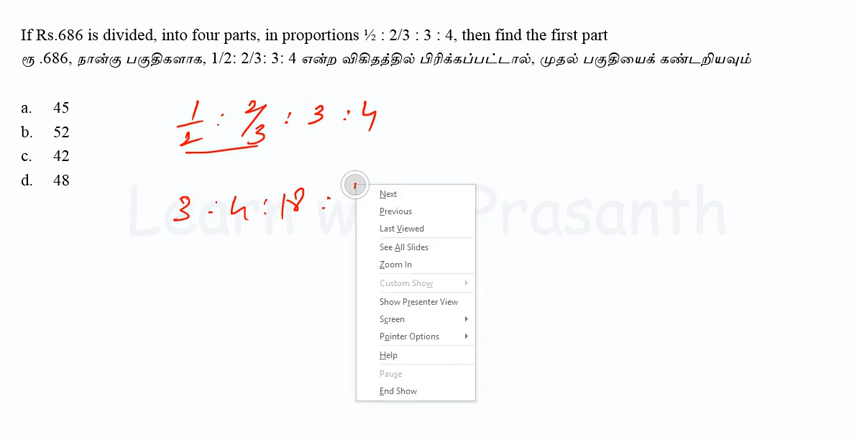 If Rs.686 is divided, into four parts, in proportions ½ : 2/3 : 3 : 4, then find the first part
ரூ .686, நான்கு பகுதிகளாக, 1/2: 2/3: 3: 4 என்ற விகிதத்தில் பிரிக்கப்பட்டால், முதல் பகுதியைக் கண்டறியவும்
a. 45
b. 52
c. 42
d. 48
1/2 : 2/3 : 3 : 4
3 : 4 : 18 :
Learn w Prasanth
Next
Previous
Last Viewed
See All Slides
Zoom In
Custom Show
Show Presenter View
Screen
Pointer Options
Help
Pause
End Show